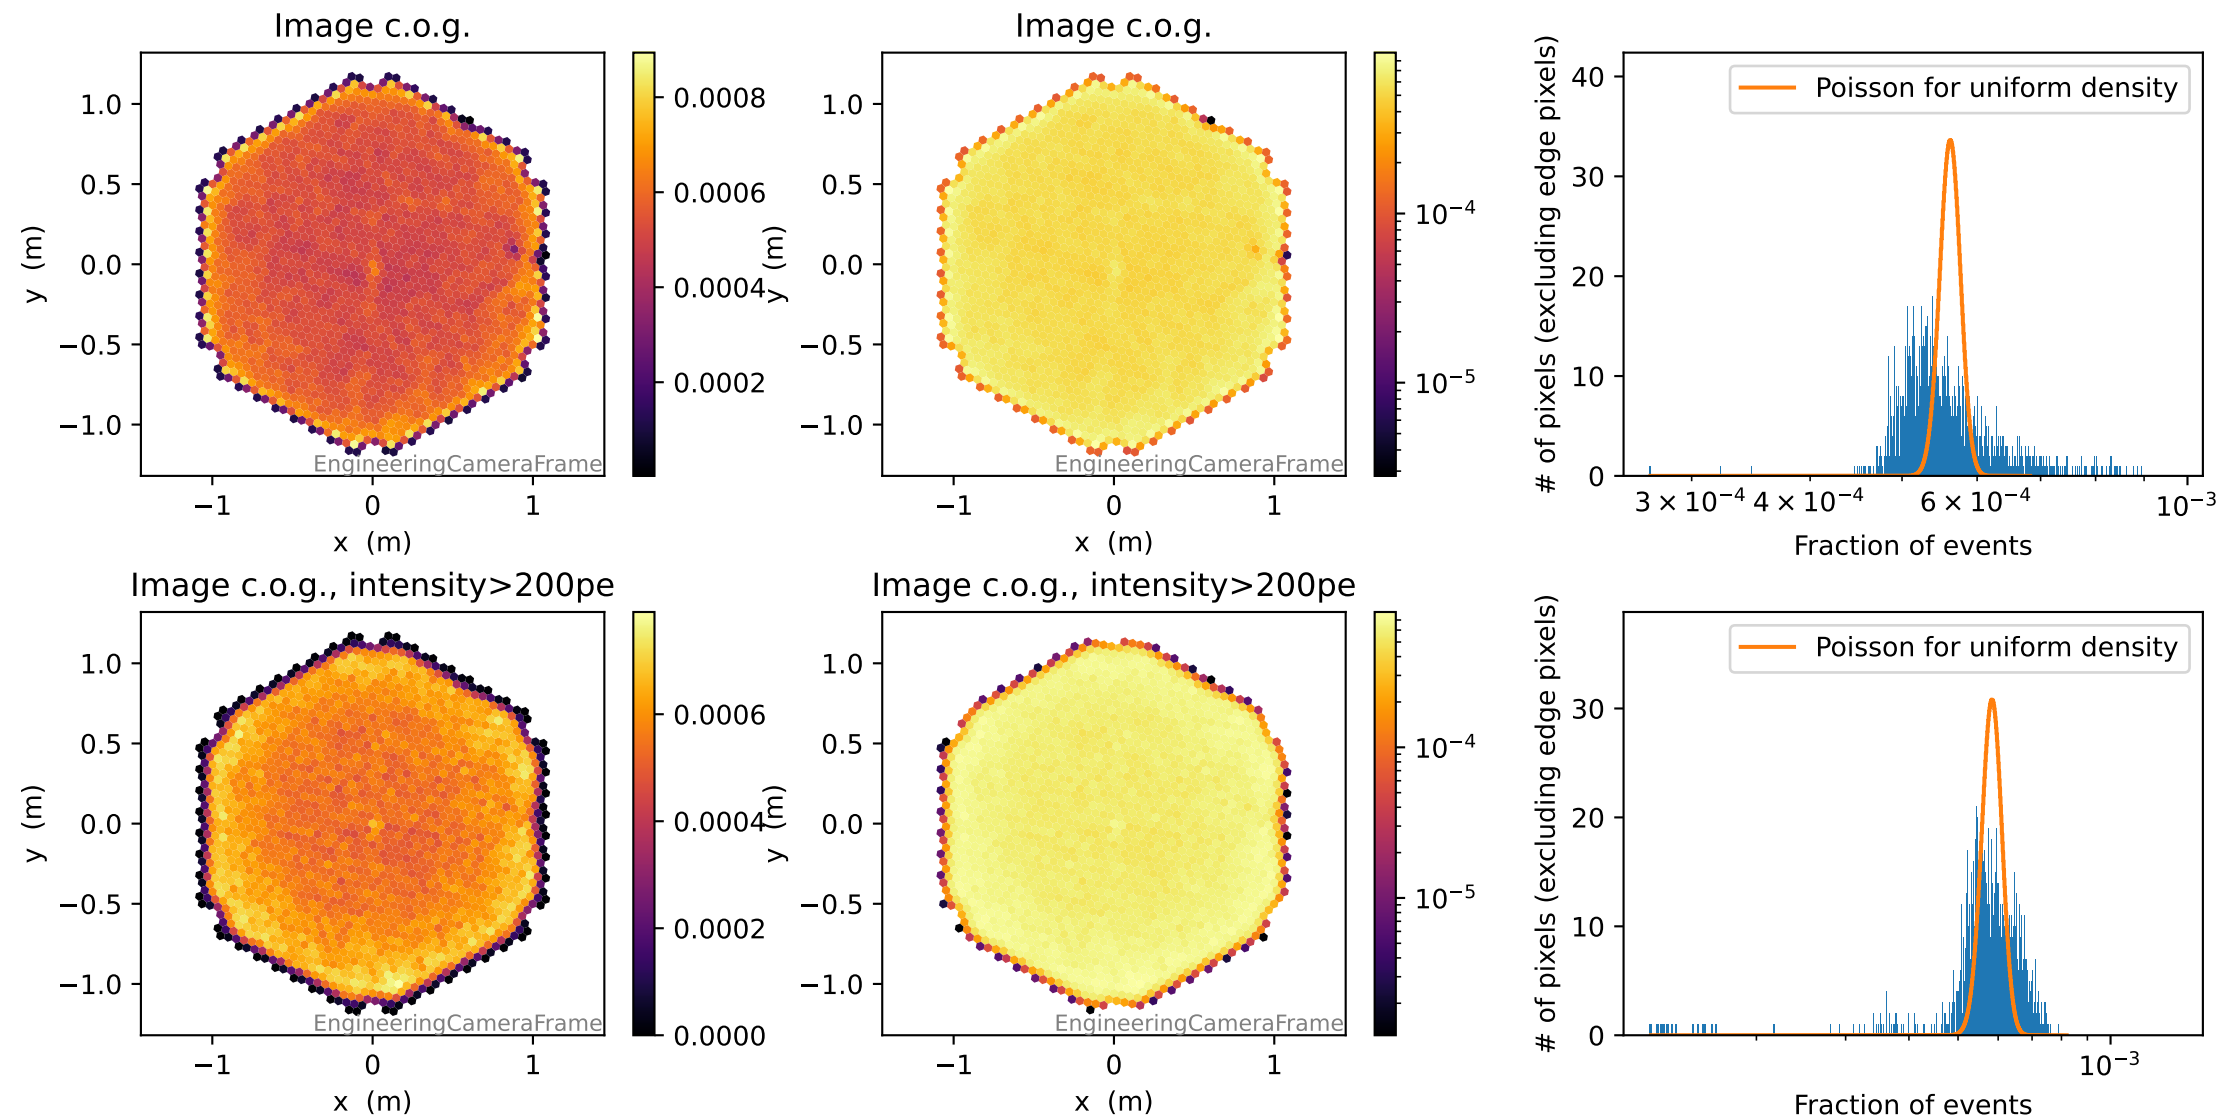 Image c.o.g.
1.0
0.5
0.0
−0.5
−1.0
y (m)
−1
0
1
x (m)
EngineeringCameraFrame
0.0008
0.0006
0.0004
0.0002
Image c.o.g.
1.0
0.5
0.0
−0.5
−1.0
y (m)
−1
0
1
x (m)
EngineeringCameraFrame
10⁻⁴
10⁻⁵
# of pixels (excluding edge pixels)
40
30
20
10
0
Poisson for uniform density
3 × 10⁻⁴
4 × 10⁻⁴
6 × 10⁻⁴
10⁻³
Fraction of events
Image c.o.g., intensity>200pe
1.0
0.5
0.0
−0.5
−1.0
y (m)
−1
0
1
x (m)
EngineeringCameraFrame
0.0006
0.0004
0.0002
0.0000
Image c.o.g., intensity>200pe
1.0
0.5
0.0
−0.5
−1.0
y (m)
−1
0
1
x (m)
EngineeringCameraFrame
10⁻⁴
10⁻⁵
# of pixels (excluding edge pixels)
30
20
10
0
Poisson for uniform density
10⁻³
Fraction of events